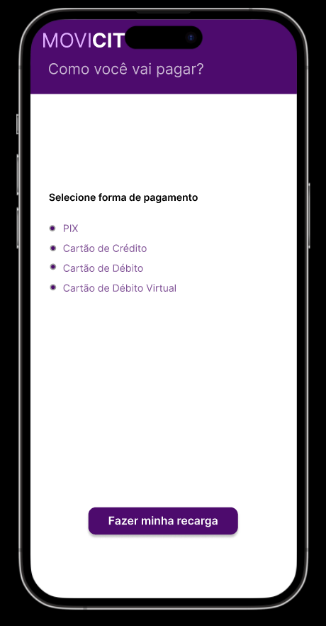 MOVICIT
Como você vai pagar?
Selecione forma de pagamento
PIX
Cartão de Crédito
Cartão de Débito
Cartão de Débito Virtual
Fazer minha recarga